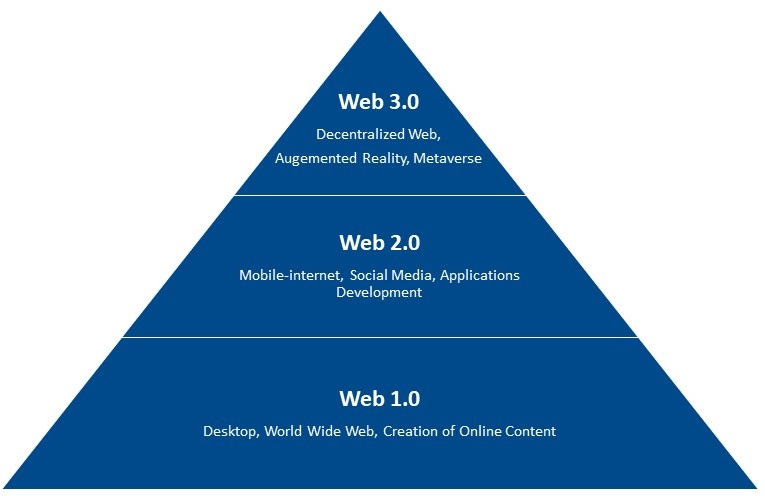 Web 3.0
Decentralized Web,
Augemented Reality, Metaverse
Web 2.0
Mobile-internet, Social Media, Applications
Development
Web 1.0
Desktop, World Wide Web, Creation of Online Content